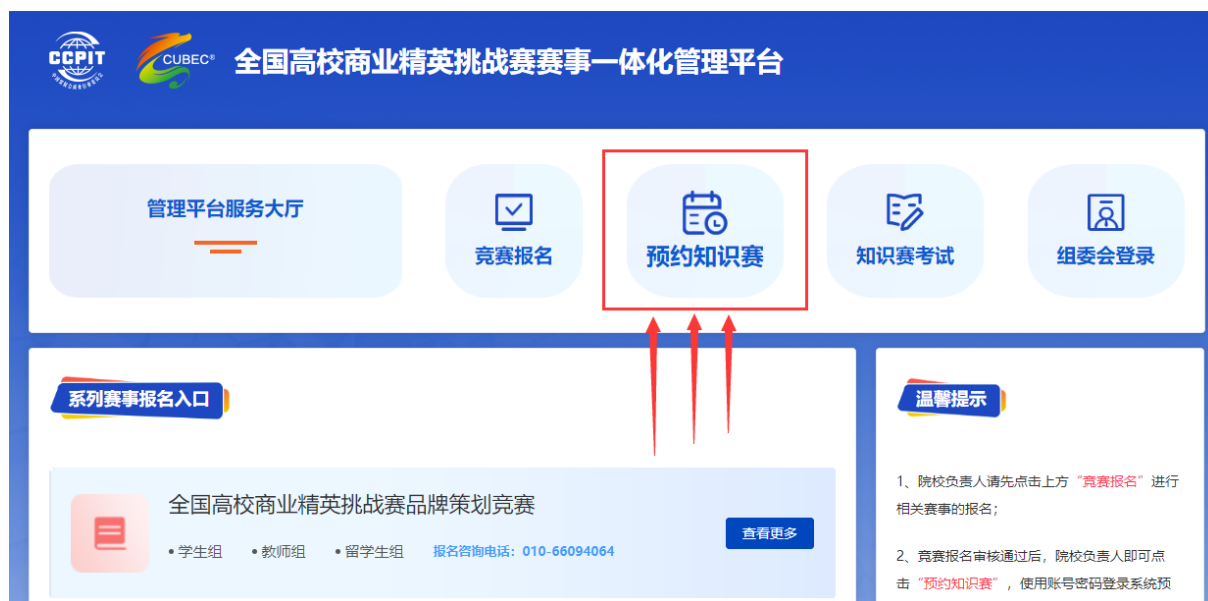 CCPIT
CUBEC®
全国高校商业精英挑战赛赛事一体化管理平台
管理平台服务大厅
竞赛报名
预约知识赛
知识赛考试
组委会登录
系列赛事报名入口
全国高校商业精英挑战赛品牌策划竞赛
•学生组 •教师组 •留学生组 报名咨询电话：010-66094064
查看更多
温馨提示
1、院校负责人请先点击上方“竞赛报名”进行
相关赛事的报名；
2、竞赛报名审核通过后，院校负责人即可点
击“预约知识赛”，使用账号密码登录系统预